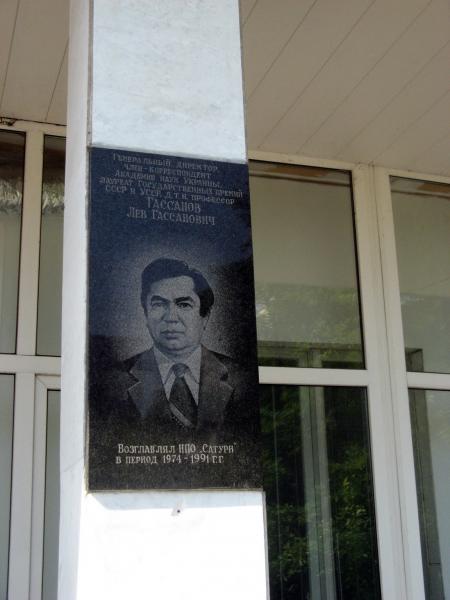 Генеральный директор
член-корреспондент
Академии наук Украины,
лауреат Государственных премий
СССР и УССР, д.т.н. профессор
Гассанов
Лев Гассанович
Возглавлял НПО „Сатурн"
в период 1974-1991 г.г.